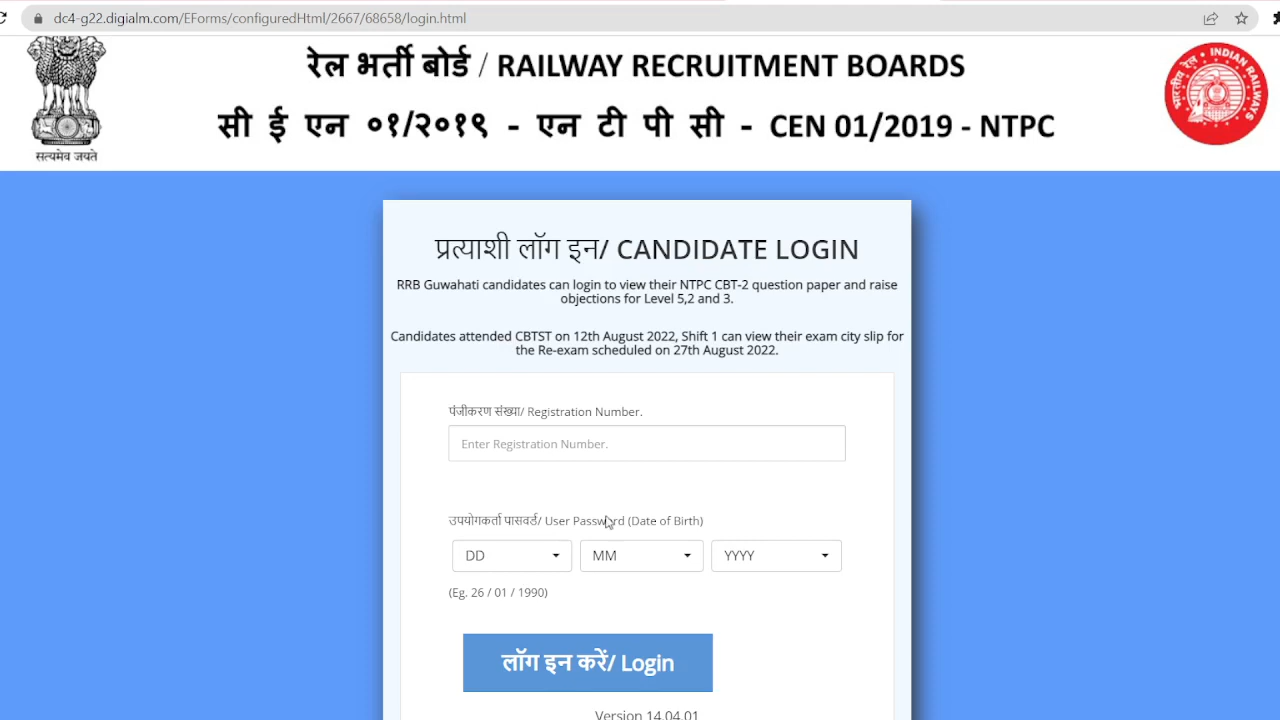 dc4-g22.digialm.com/EForms/configuredHtml/2667/68658/login.html
रेल भर्ती बोर्ड / RAILWAY RECRUITMENT BOARDS
सी ई एन ०१/२०१९ - एन टी पी सी - CEN 01/2019 - NTPC
सत्यमेव जयते
भारतीय रेल INDIAN RAILWAYS
प्रत्याशी लॉग इन/ CANDIDATE LOGIN
RRB Guwahati candidates can login to view their NTPC CBT-2 question paper and raise
objections for Level 5,2 and 3.
Candidates attended CBTST on 12th August 2022, Shift 1 can view their exam city slip for
the Re-exam scheduled on 27th August 2022.
पंजीकरण संख्या/ Registration Number.
Enter Registration Number.
उपयोगकर्ता पासवर्ड/ User Password (Date of Birth)
DD MM YYYY
(Eg. 26 / 01 / 1990)
लॉग इन करें/ Login
Version 14.04.01